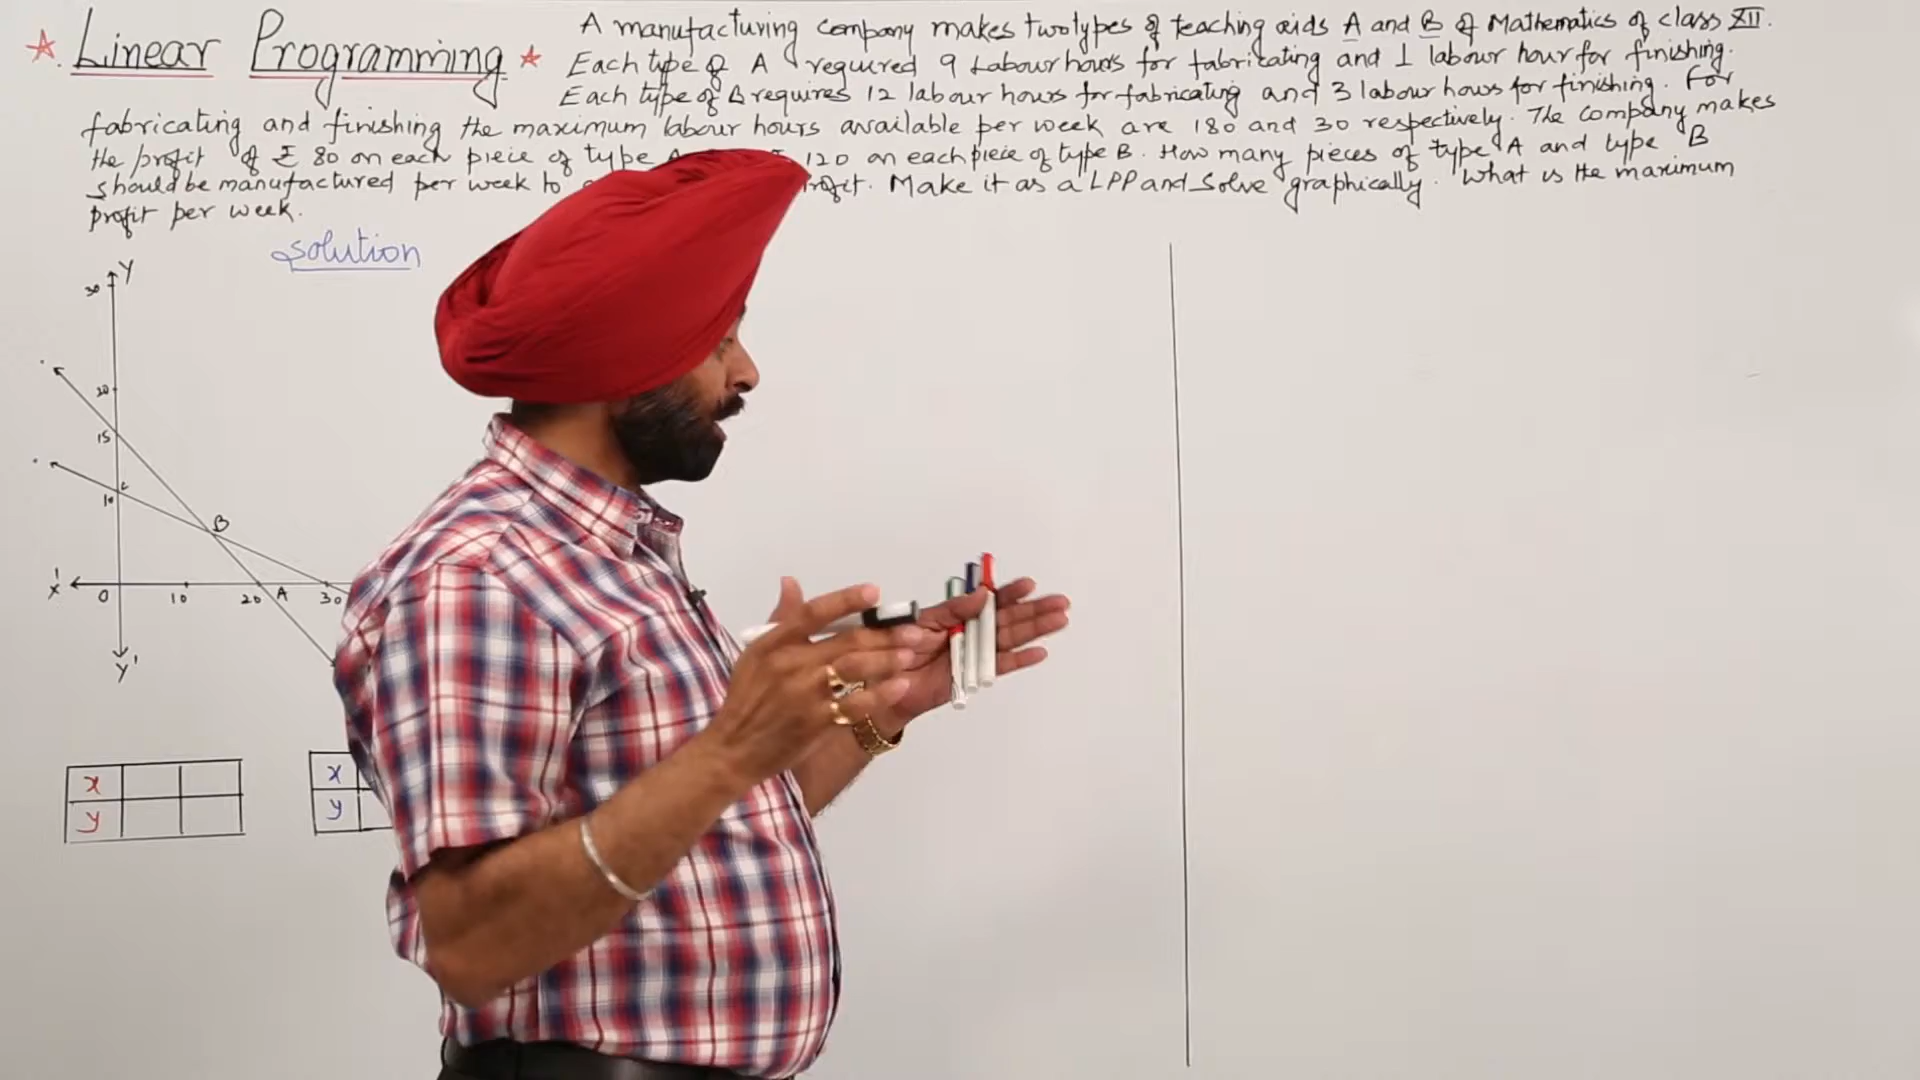 ★ Linear Programming ★
A manufacturing company makes two types of teaching aids A and B of Mathematics of class XII.
Each type of A required 9 Labour hours for fabricating and 1 labour hour for finishing.
Each type of B requires 12 labour hours for fabricating and 3 labour hours for finishing. For
fabricating and finishing the maximum labour hours available per week are 180 and 30 respectively. The company makes
the profit of ₹ 80 on each piece of type A 120 on each piece of type B. How many pieces of type A and type B
should be manufactured per week to Make it as a LPP and Solve graphically. What is the maximum
profit per week.
Solution
Y
30
20
15
C
10
B
X'
0
10
20
A
30
Y'
x
y
x
y